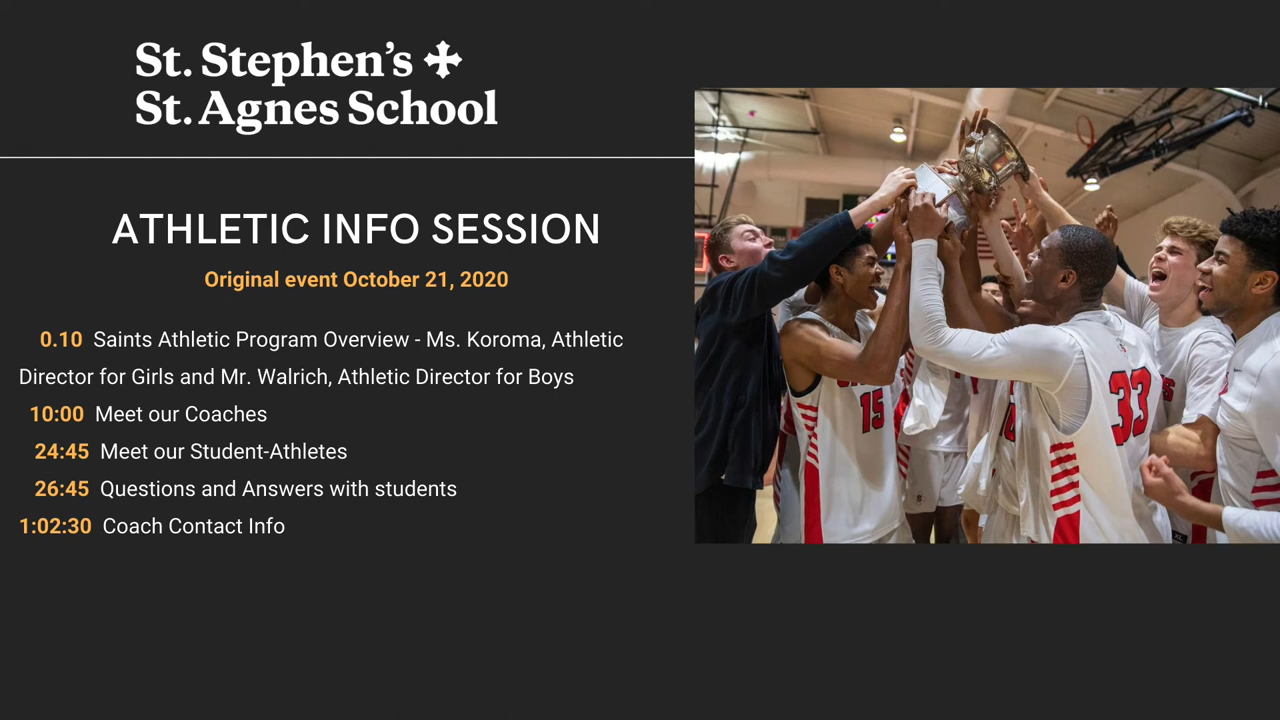 St. Stephen's
St. Agnes School
ATHLETIC INFO SESSION
Original event October 21, 2020
0.10 Saints Athletic Program Overview - Ms. Koroma, Athletic
Director for Girls and Mr. Walrich, Athletic Director for Boys
10:00 Meet our Coaches
24:45 Meet our Student-Athletes
26:45 Questions and Answers with students
1:02:30 Coach Contact Info
15
33